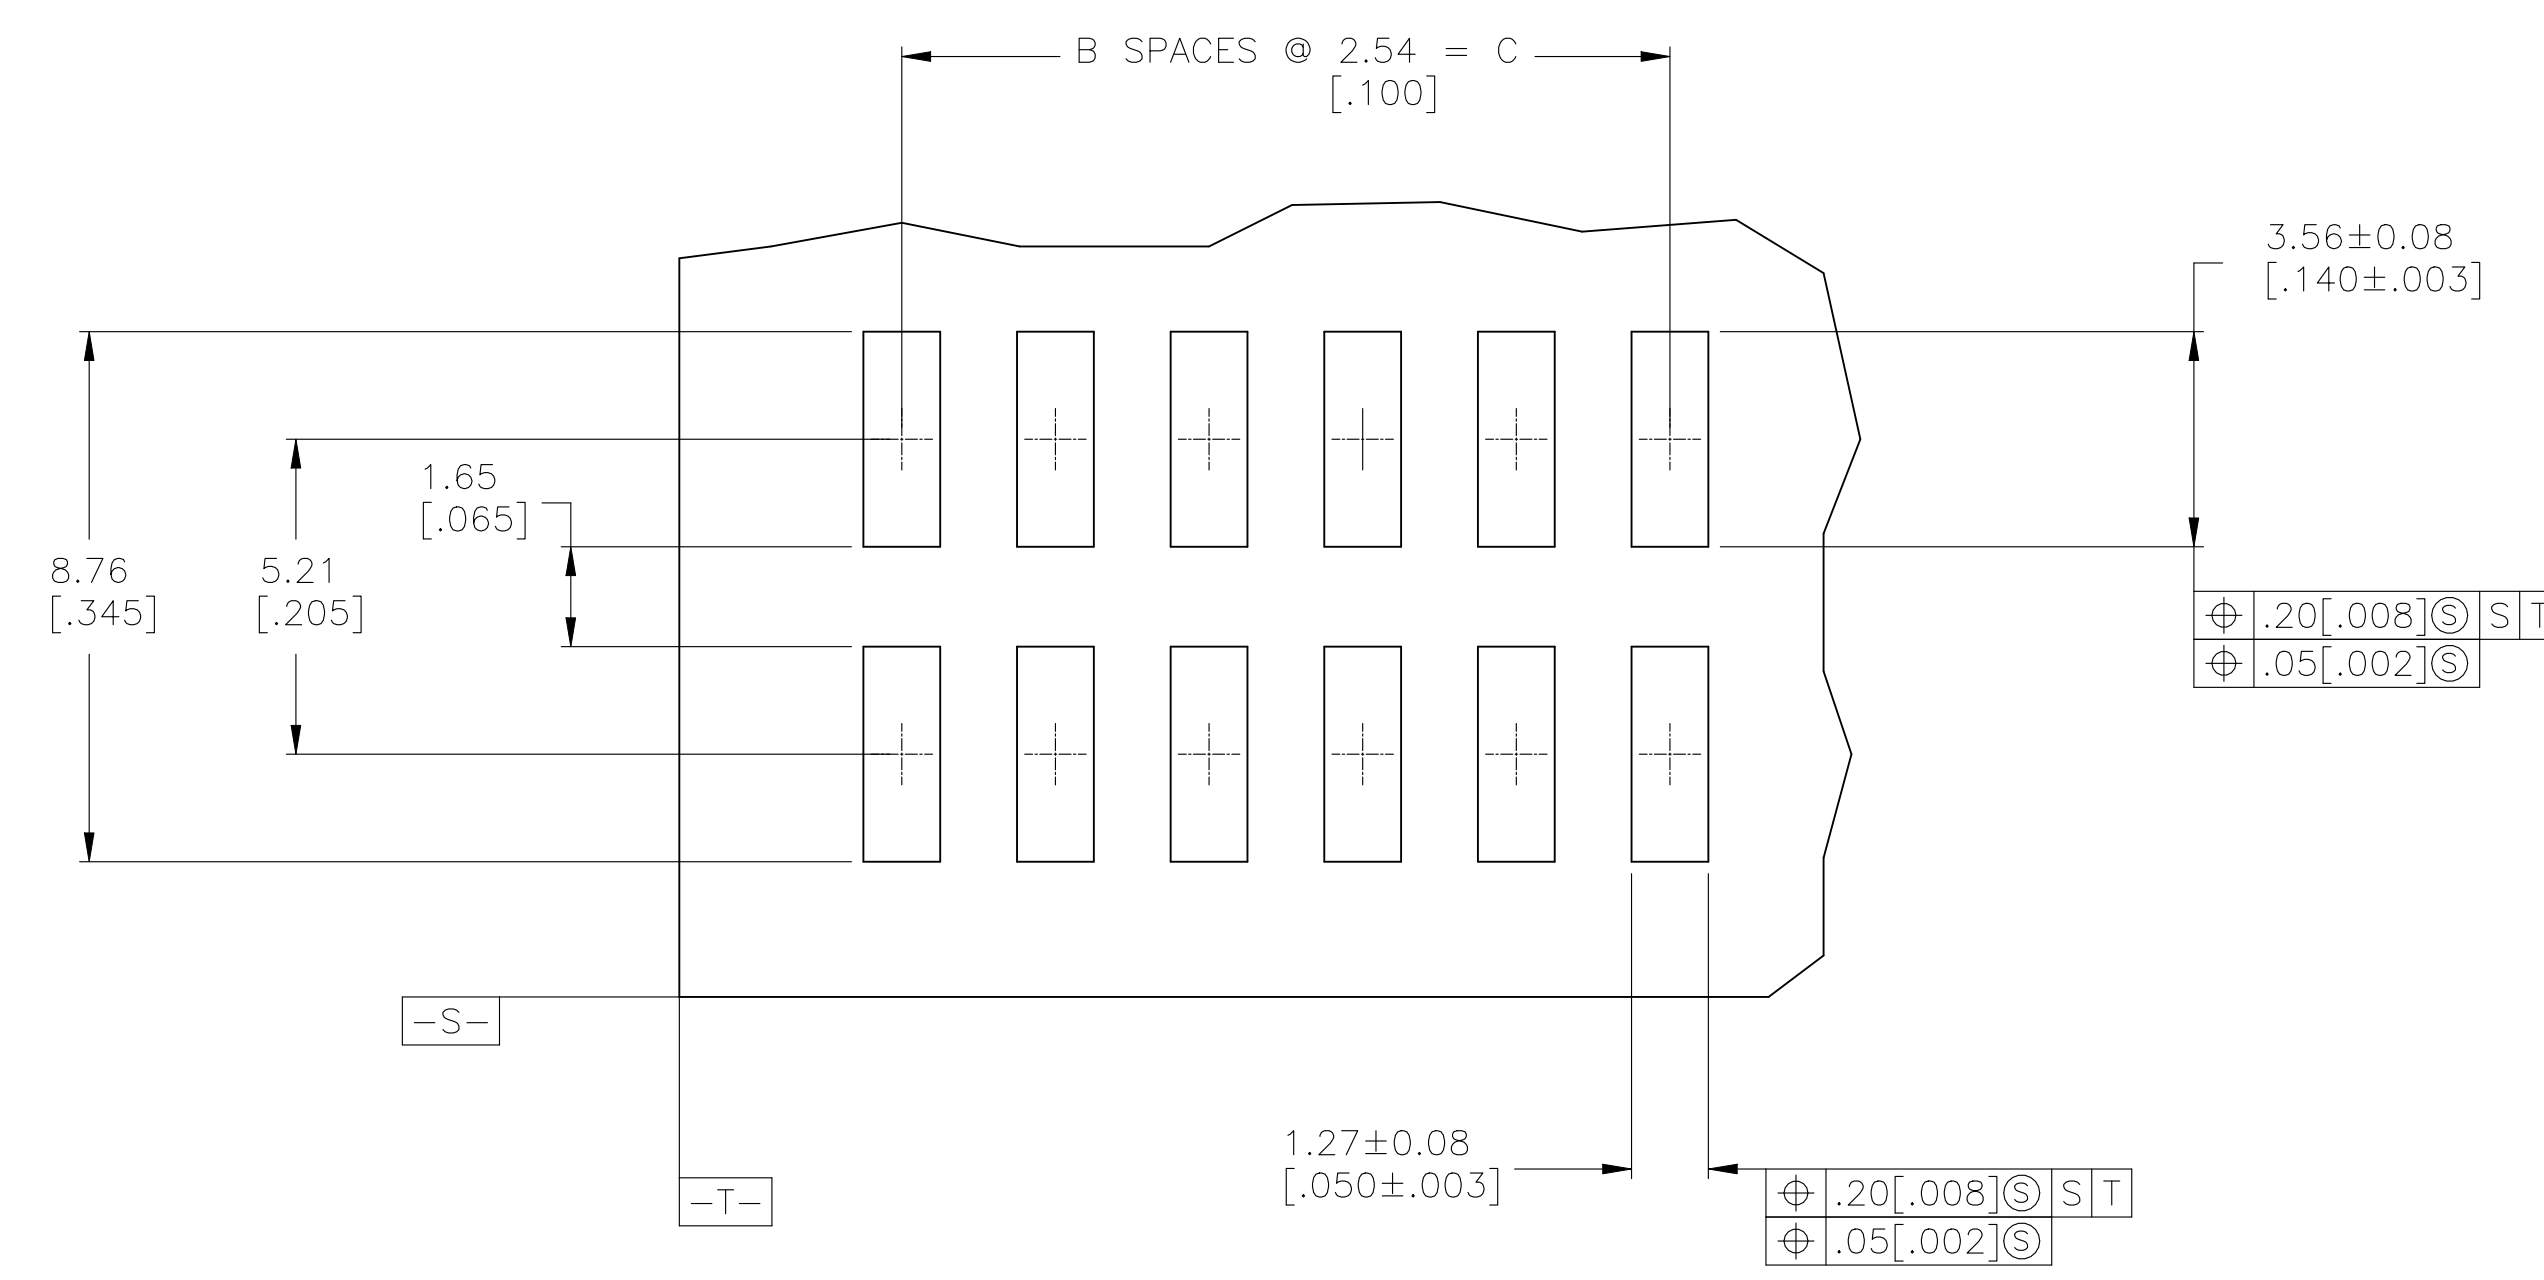 B SPACES @ 2.54 = C
[.100]
3.56±0.08
[.140±.003]
1.65
[.065]
8.76
[.345]
5.21
[.205]
⌖ .20[.008]Ⓢ S T
⌖ .05[.002]Ⓢ
-S-
1.27±0.08
[.050±.003]
-T-
⌖ .20[.008]Ⓢ S T
⌖ .05[.002]Ⓢ